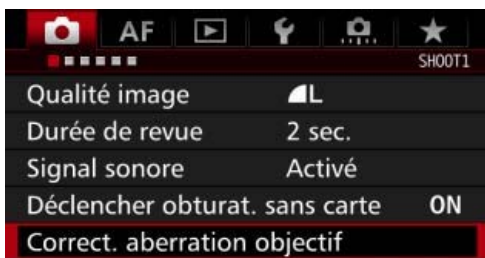 AF
SHOOT1
Qualité image L
Durée de revue 2 sec.
Signal sonore Activé
Déclencher obturat. sans carte ON
Correct. aberration objectif